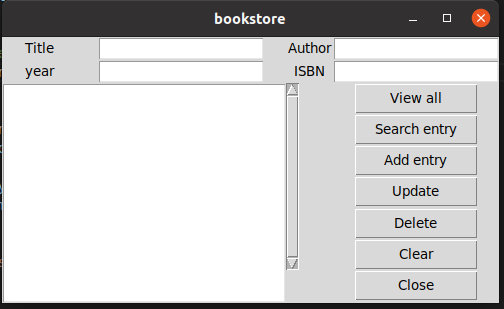 bookstore
Title Author
year ISBN
View all
Search entry
Add entry
Update
Delete
Clear
Close